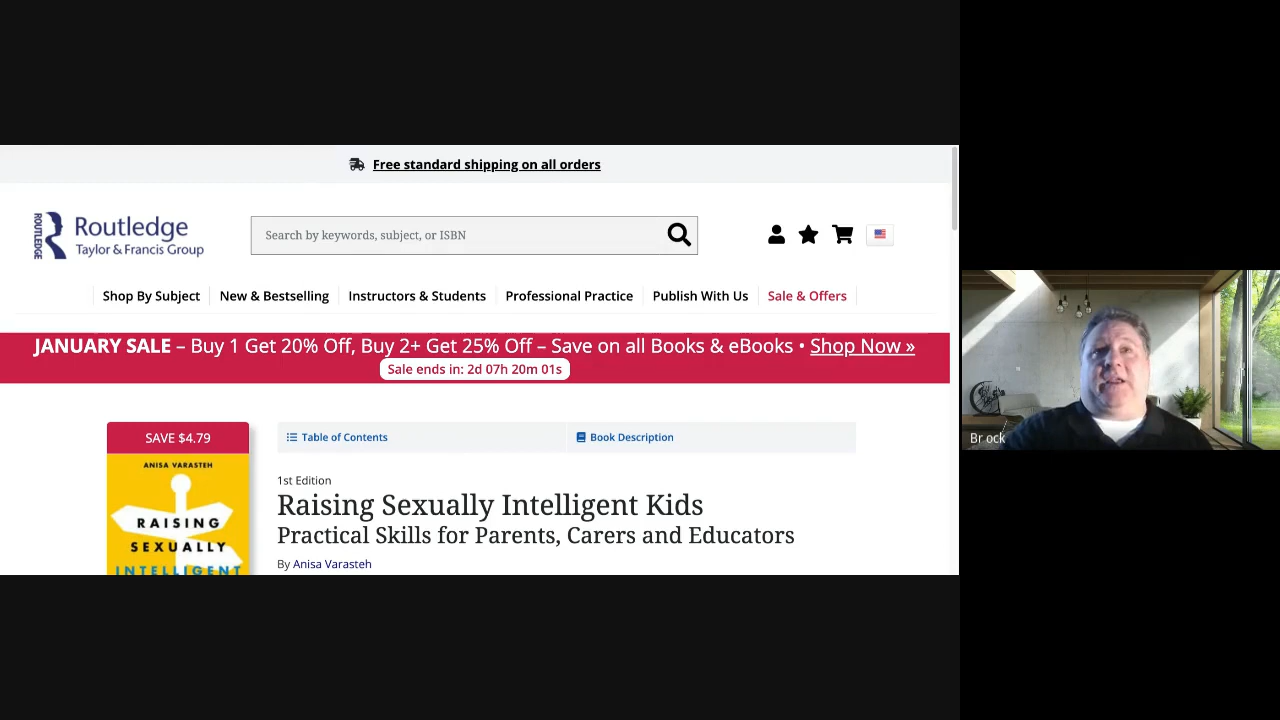 Free standard shipping on all orders
ROUTLEDGE
Routledge
Taylor & Francis Group
Search by keywords, subject, or ISBN
Shop By Subject
New & Bestselling
Instructors & Students
Professional Practice
Publish With Us
Sale & Offers
JANUARY SALE – Buy 1 Get 20% Off, Buy 2+ Get 25% Off – Save on all Books & eBooks • Shop Now »
Sale ends in: 2d 07h 20m 01s
SAVE $4.79
ANISA VARASTEH
RAISING
SEXUALLY
INTELLIGENT
Table of Contents
Book Description
1st Edition
Raising Sexually Intelligent Kids
Practical Skills for Parents, Carers and Educators
By Anisa Varasteh
Br ock